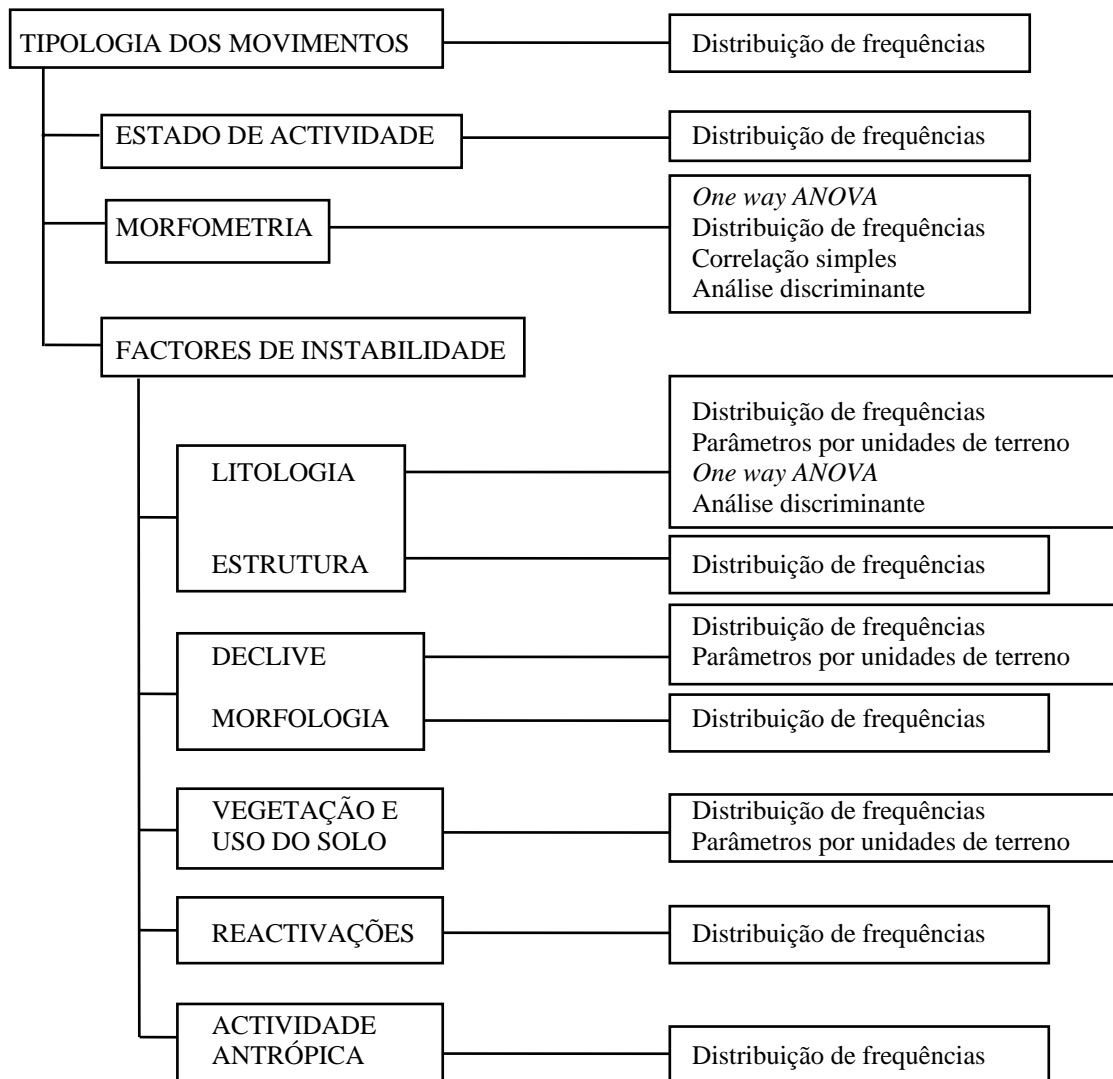 TIPOLOGIA DOS MOVIMENTOS
Distribuição de frequências
ESTADO DE ACTIVIDADE
Distribuição de frequências
MORFOMETRIA
One way ANOVA
Distribuição de frequências
Correlação simples
Análise discriminante
FACTORES DE INSTABILIDADE
LITOLOGIA
Distribuição de frequências
Parâmetros por unidades de terreno
One way ANOVA
Análise discriminante
ESTRUTURA
Distribuição de frequências
DECLIVE
Distribuição de frequências
Parâmetros por unidades de terreno
MORFOLOGIA
Distribuição de frequências
VEGETAÇÃO E
USO DO SOLO
Distribuição de frequências
Parâmetros por unidades de terreno
REACTIVAÇÕES
Distribuição de frequências
ACTIVIDADE
ANTRÓPICA
Distribuição de frequências